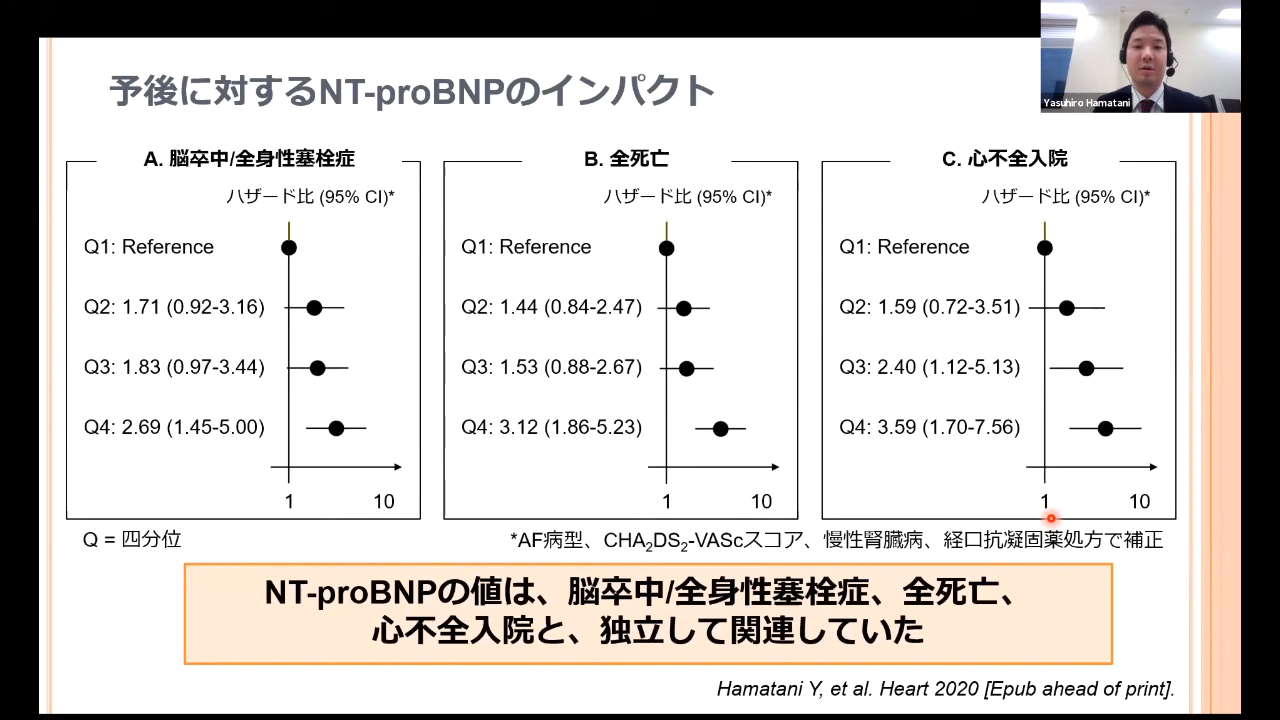 予後に対するNT-proBNPのインパクト
Yasuhiro Hamatani
A. 脳卒中/全身性塞栓症
ハザード比 (95% CI)*
Q1: Reference
Q2: 1.71 (0.92-3.16)
Q3: 1.83 (0.97-3.44)
Q4: 2.69 (1.45-5.00)
1 10
B. 全死亡
ハザード比 (95% CI)*
Q1: Reference
Q2: 1.44 (0.84-2.47)
Q3: 1.53 (0.88-2.67)
Q4: 3.12 (1.86-5.23)
1 10
C. 心不全入院
ハザード比 (95% CI)*
Q1: Reference
Q2: 1.59 (0.72-3.51)
Q3: 2.40 (1.12-5.13)
Q4: 3.59 (1.70-7.56)
1 10
Q = 四分位
*AF病型、CHA2DS2-VAScスコア、慢性腎臓病、経口抗凝固薬処方で補正
NT-proBNPの値は、脳卒中/全身性塞栓症、全死亡、
心不全入院と、独立して関連していた
Hamatani Y, et al. Heart 2020 [Epub ahead of print].